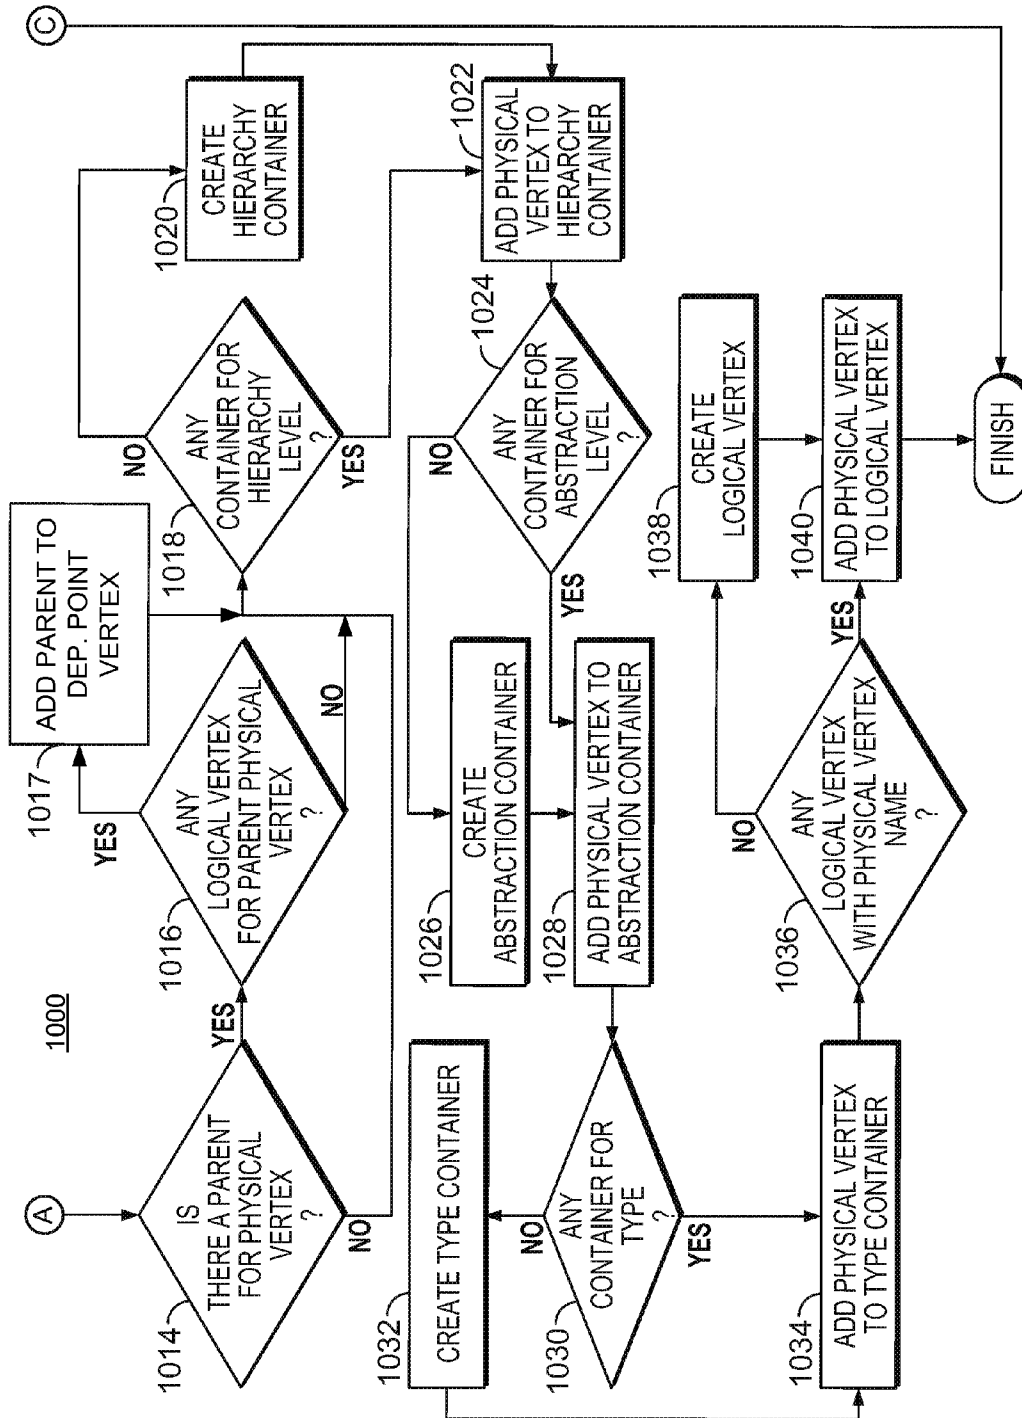 1000
A
IS
THERE A PARENT
FOR PHYSICAL
VERTEX
?
1014
YES
NO
ANY
LOGICAL VERTEX
FOR PARENT PHYSICAL
VERTEX
?
1016
YES
NO
ADD PARENT TO
DEP. POINT
VERTEX
1017
ANY
CONTAINER FOR
HIERARCHY
LEVEL
?
1018
NO
YES
CREATE
HIERARCHY
CONTAINER
1020
ADD PHYSICAL
VERTEX TO
HIERARCHY
CONTAINER
1022
ANY
CONTAINER FOR
ABSTRACTION
LEVEL
?
1024
NO
YES
CREATE
ABSTRACTION CONTAINER
1026
ADD PHYSICAL VERTEX TO
ABSTRACTION CONTAINER
1028
ANY
CONTAINER FOR
TYPE
?
1030
NO
YES
CREATE TYPE CONTAINER
1032
ADD PHYSICAL VERTEX
TO TYPE CONTAINER
1034
ANY
LOGICAL VERTEX
WITH PHYSICAL VERTEX
NAME
?
1036
NO
YES
CREATE
LOGICAL VERTEX
1038
ADD PHYSICAL VERTEX
TO LOGICAL VERTEX
1040
C
FINISH